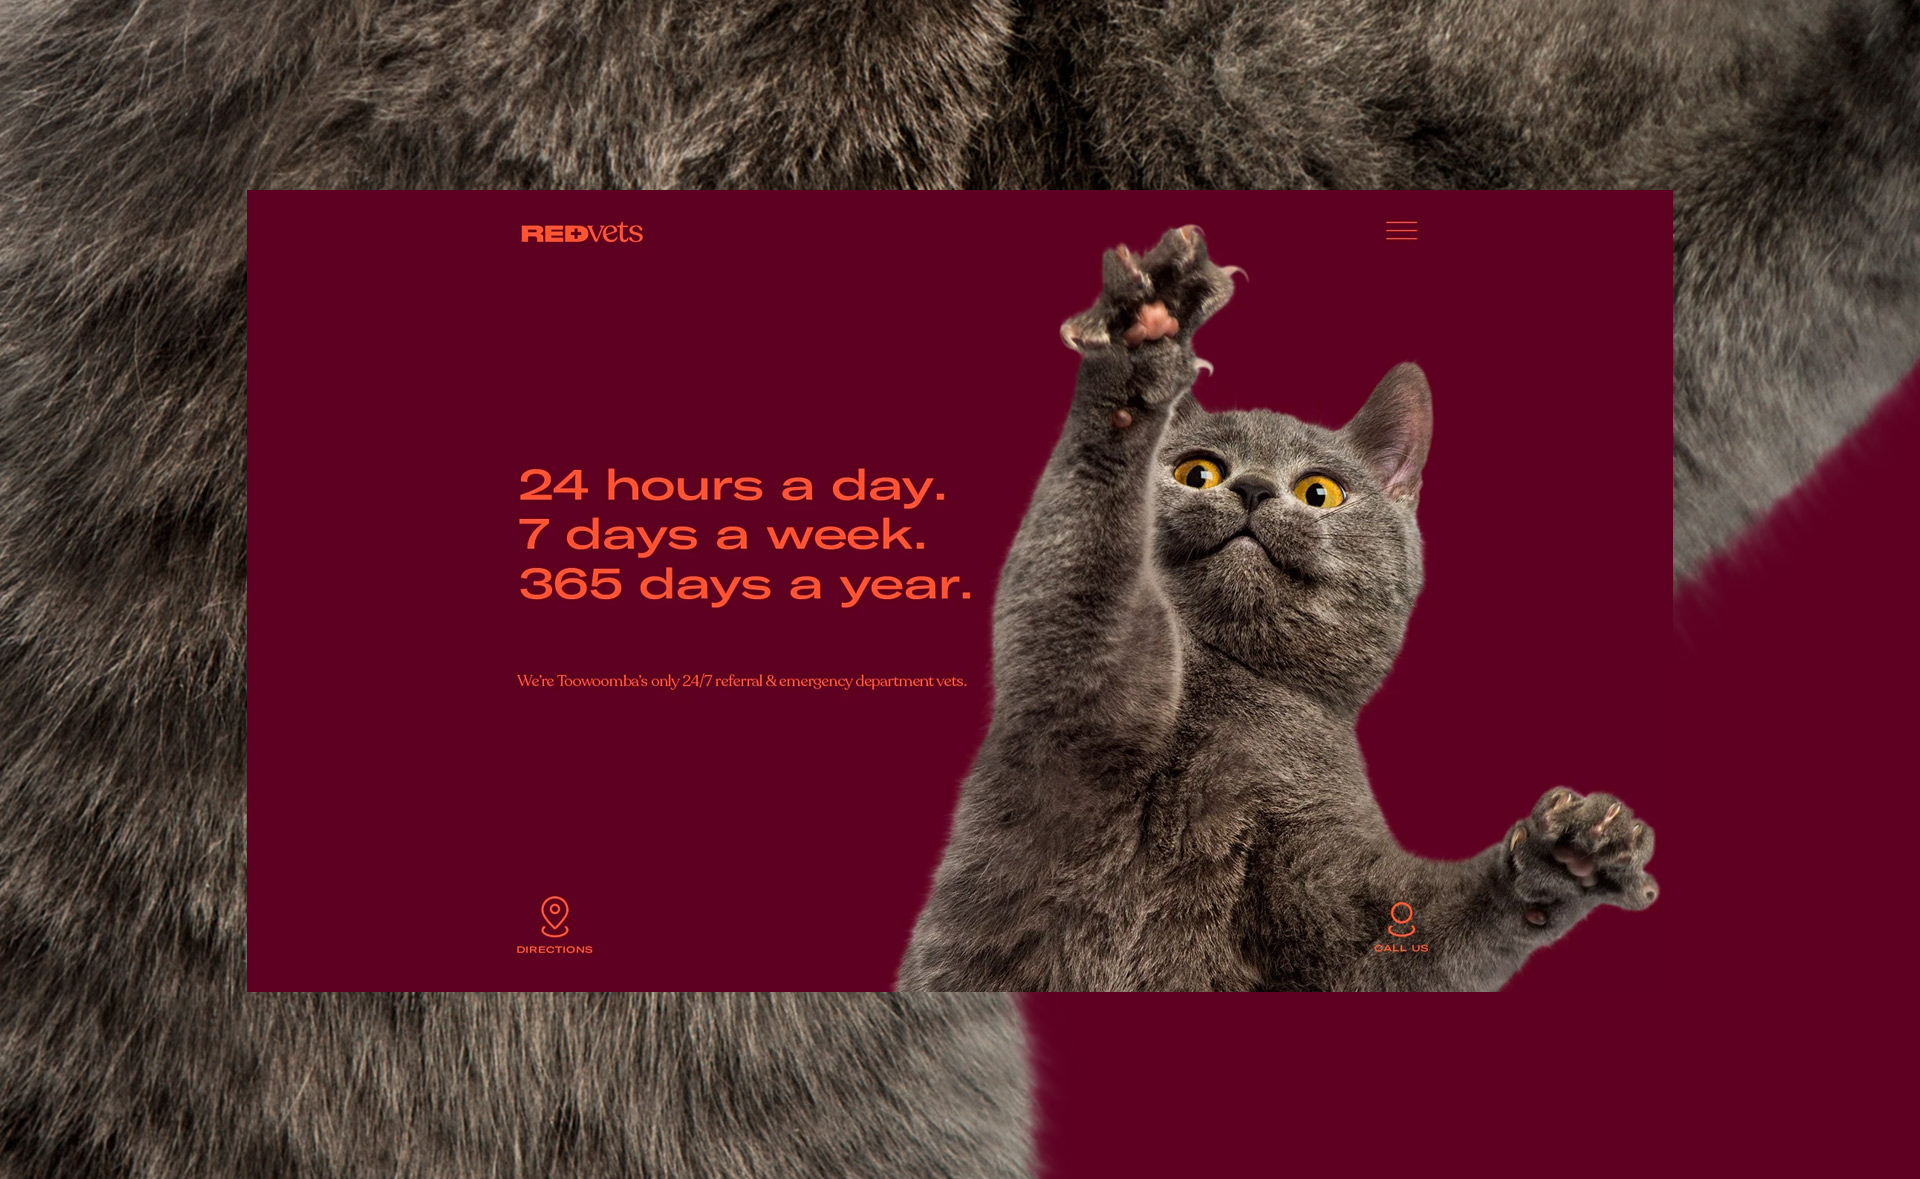 REDvets
24 hours a day.
7 days a week.
365 days a year.
We're Toowoomba's only 24/7 referral & emergency department vets.
DIRECTIONS
CALL US